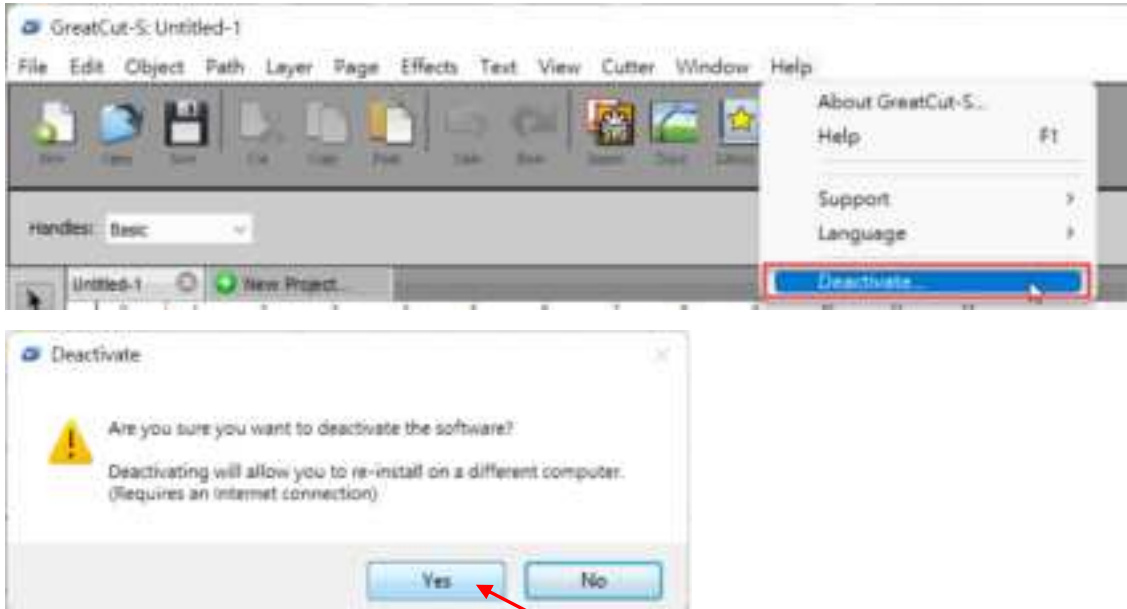 GreatCut-S: Untitled-1
File Edit Object Path Layer Page Effects Text View Cutter Window Help
About GreatCut-S...
Help F1
Support
Language
Handles: Basic
Untitled-1 New Project...
Deactivate...
Deactivate
Are you sure you want to deactivate the software?
Deactivating will allow you to re-install on a different computer.
(Requires an Internet connection)
Yes No